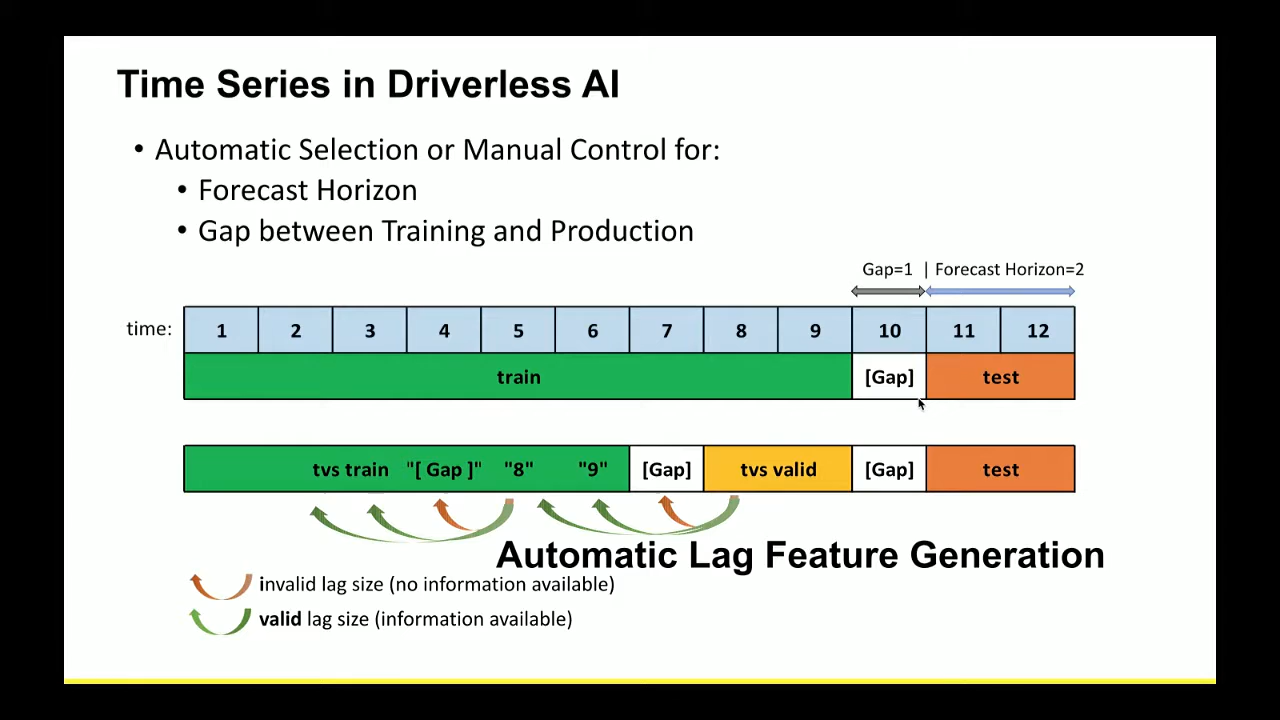 Time Series in Driverless AI
• Automatic Selection or Manual Control for:
• Forecast Horizon
• Gap between Training and Production
Gap=1 | Forecast Horizon=2
time: 1 2 3 4 5 6 7 8 9 10 11 12
train [Gap] test
tvs train "[ Gap ]" "8" "9" [Gap] tvs valid [Gap] test
Automatic Lag Feature Generation
invalid lag size (no information available)
valid lag size (information available)